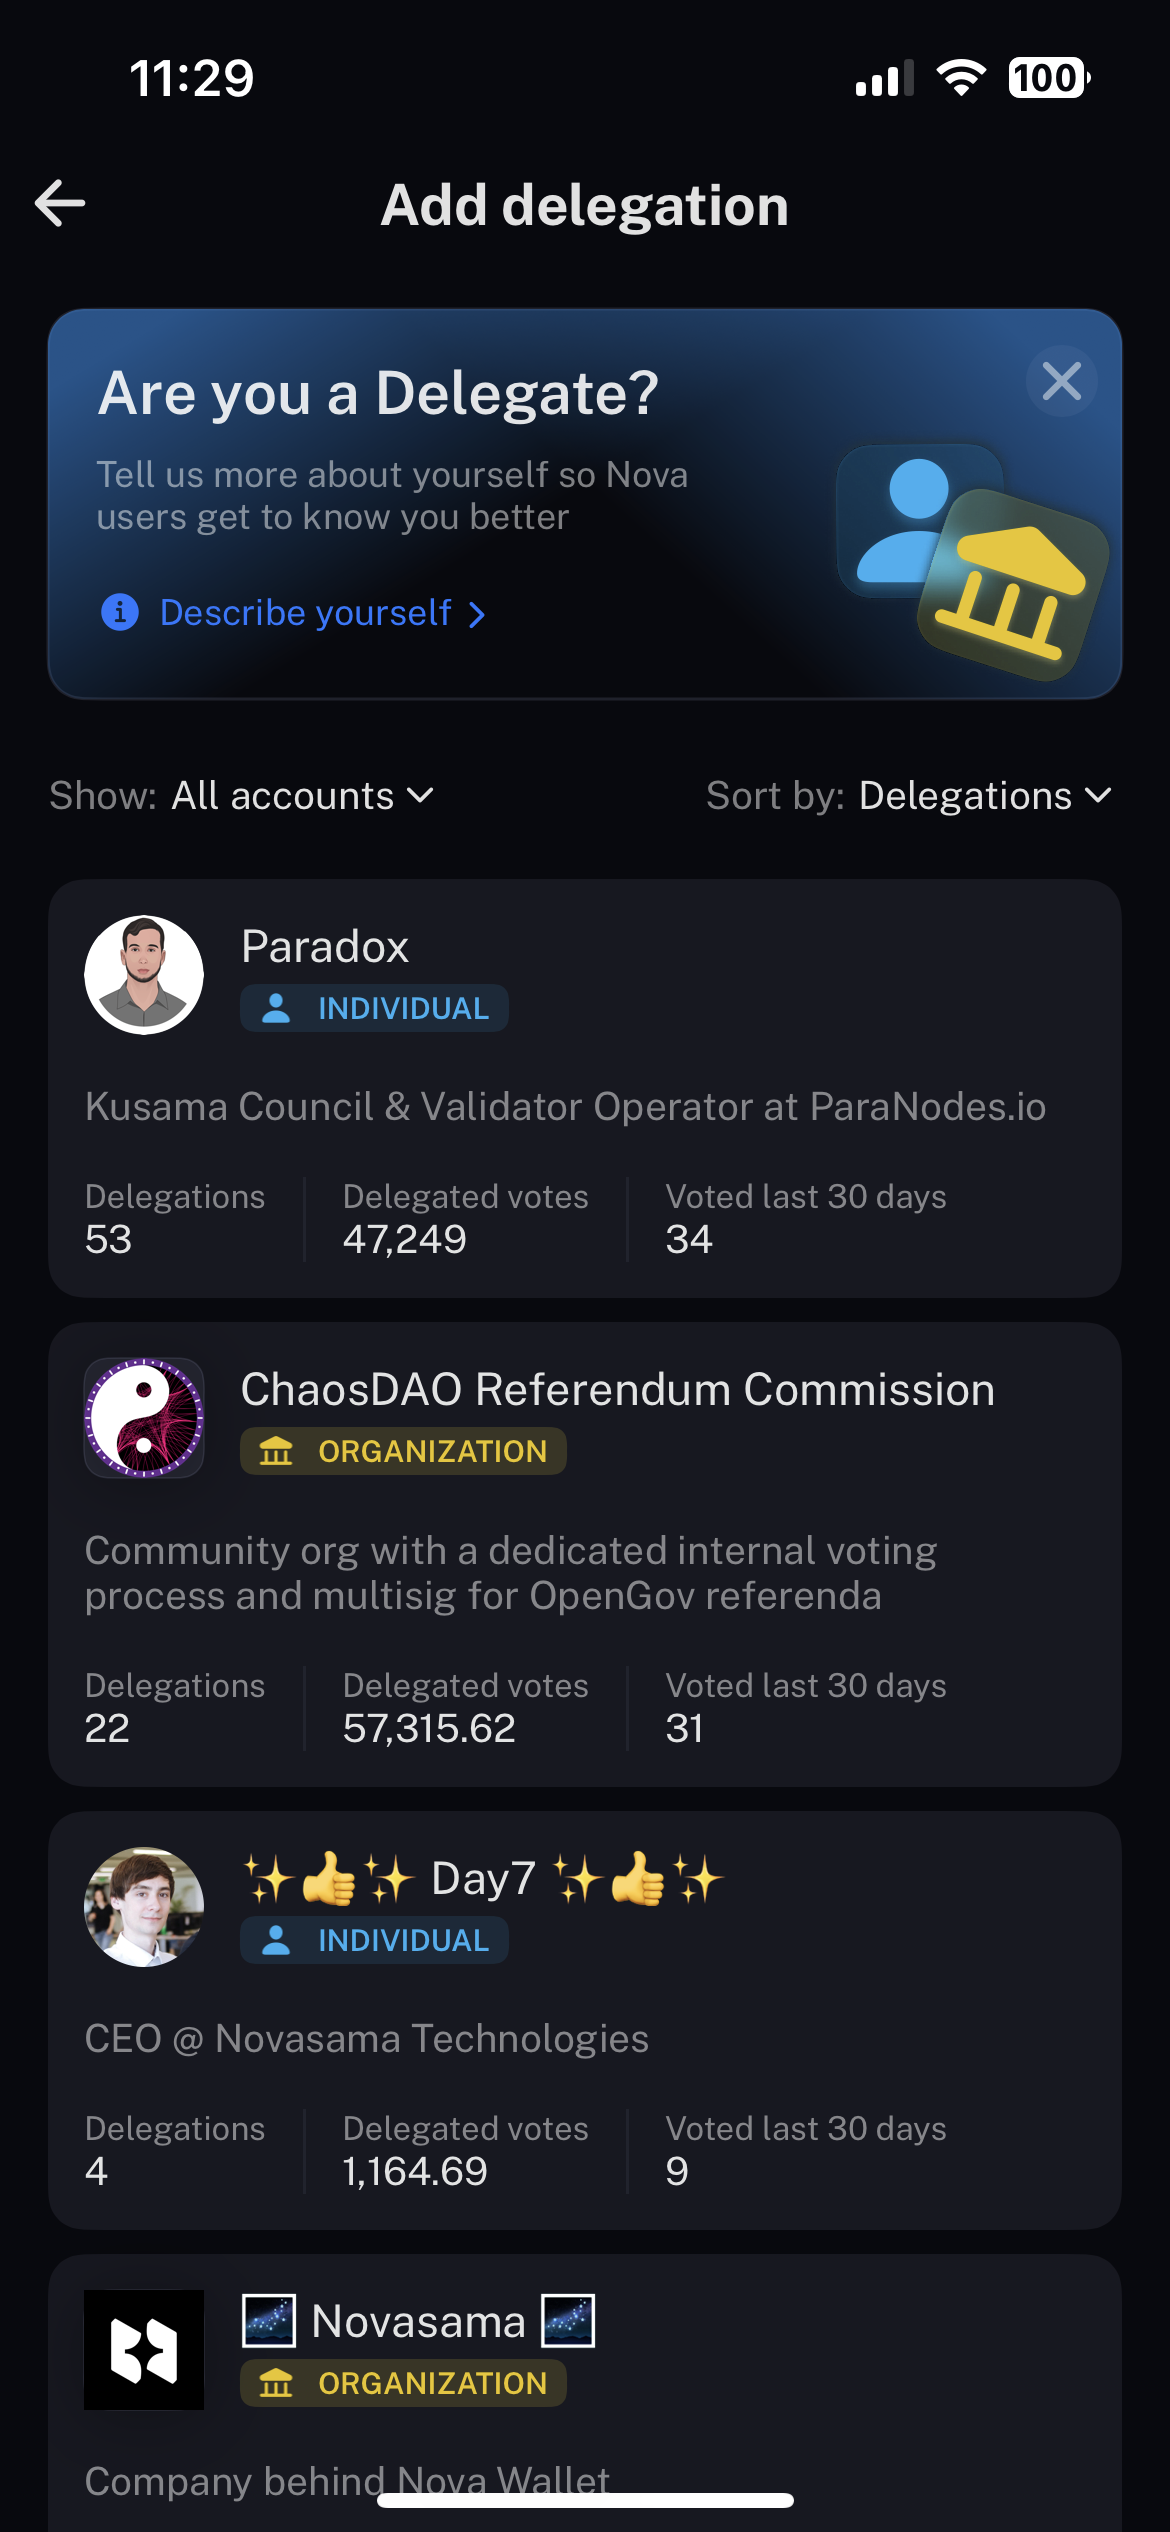 11:29
100
Add delegation
Are you a Delegate?
Tell us more about yourself so Nova
users get to know you better
Describe yourself
Show: All accounts
Sort by: Delegations
Paradox
INDIVIDUAL
Kusama Council & Validator Operator at ParaNodes.io
Delegations
53
Delegated votes
47,249
Voted last 30 days
34
ChaosDAO Referendum Commission
ORGANIZATION
Community org with a dedicated internal voting
process and multisig for OpenGov referenda
Delegations
22
Delegated votes
57,315.62
Voted last 30 days
31
✨👍✨ Day7 ✨👍✨
INDIVIDUAL
CEO @ Novasama Technologies
Delegations
4
Delegated votes
1,164.69
Voted last 30 days
9
🌌 Novasama 🌌
ORGANIZATION
Company behind Nova Wallet